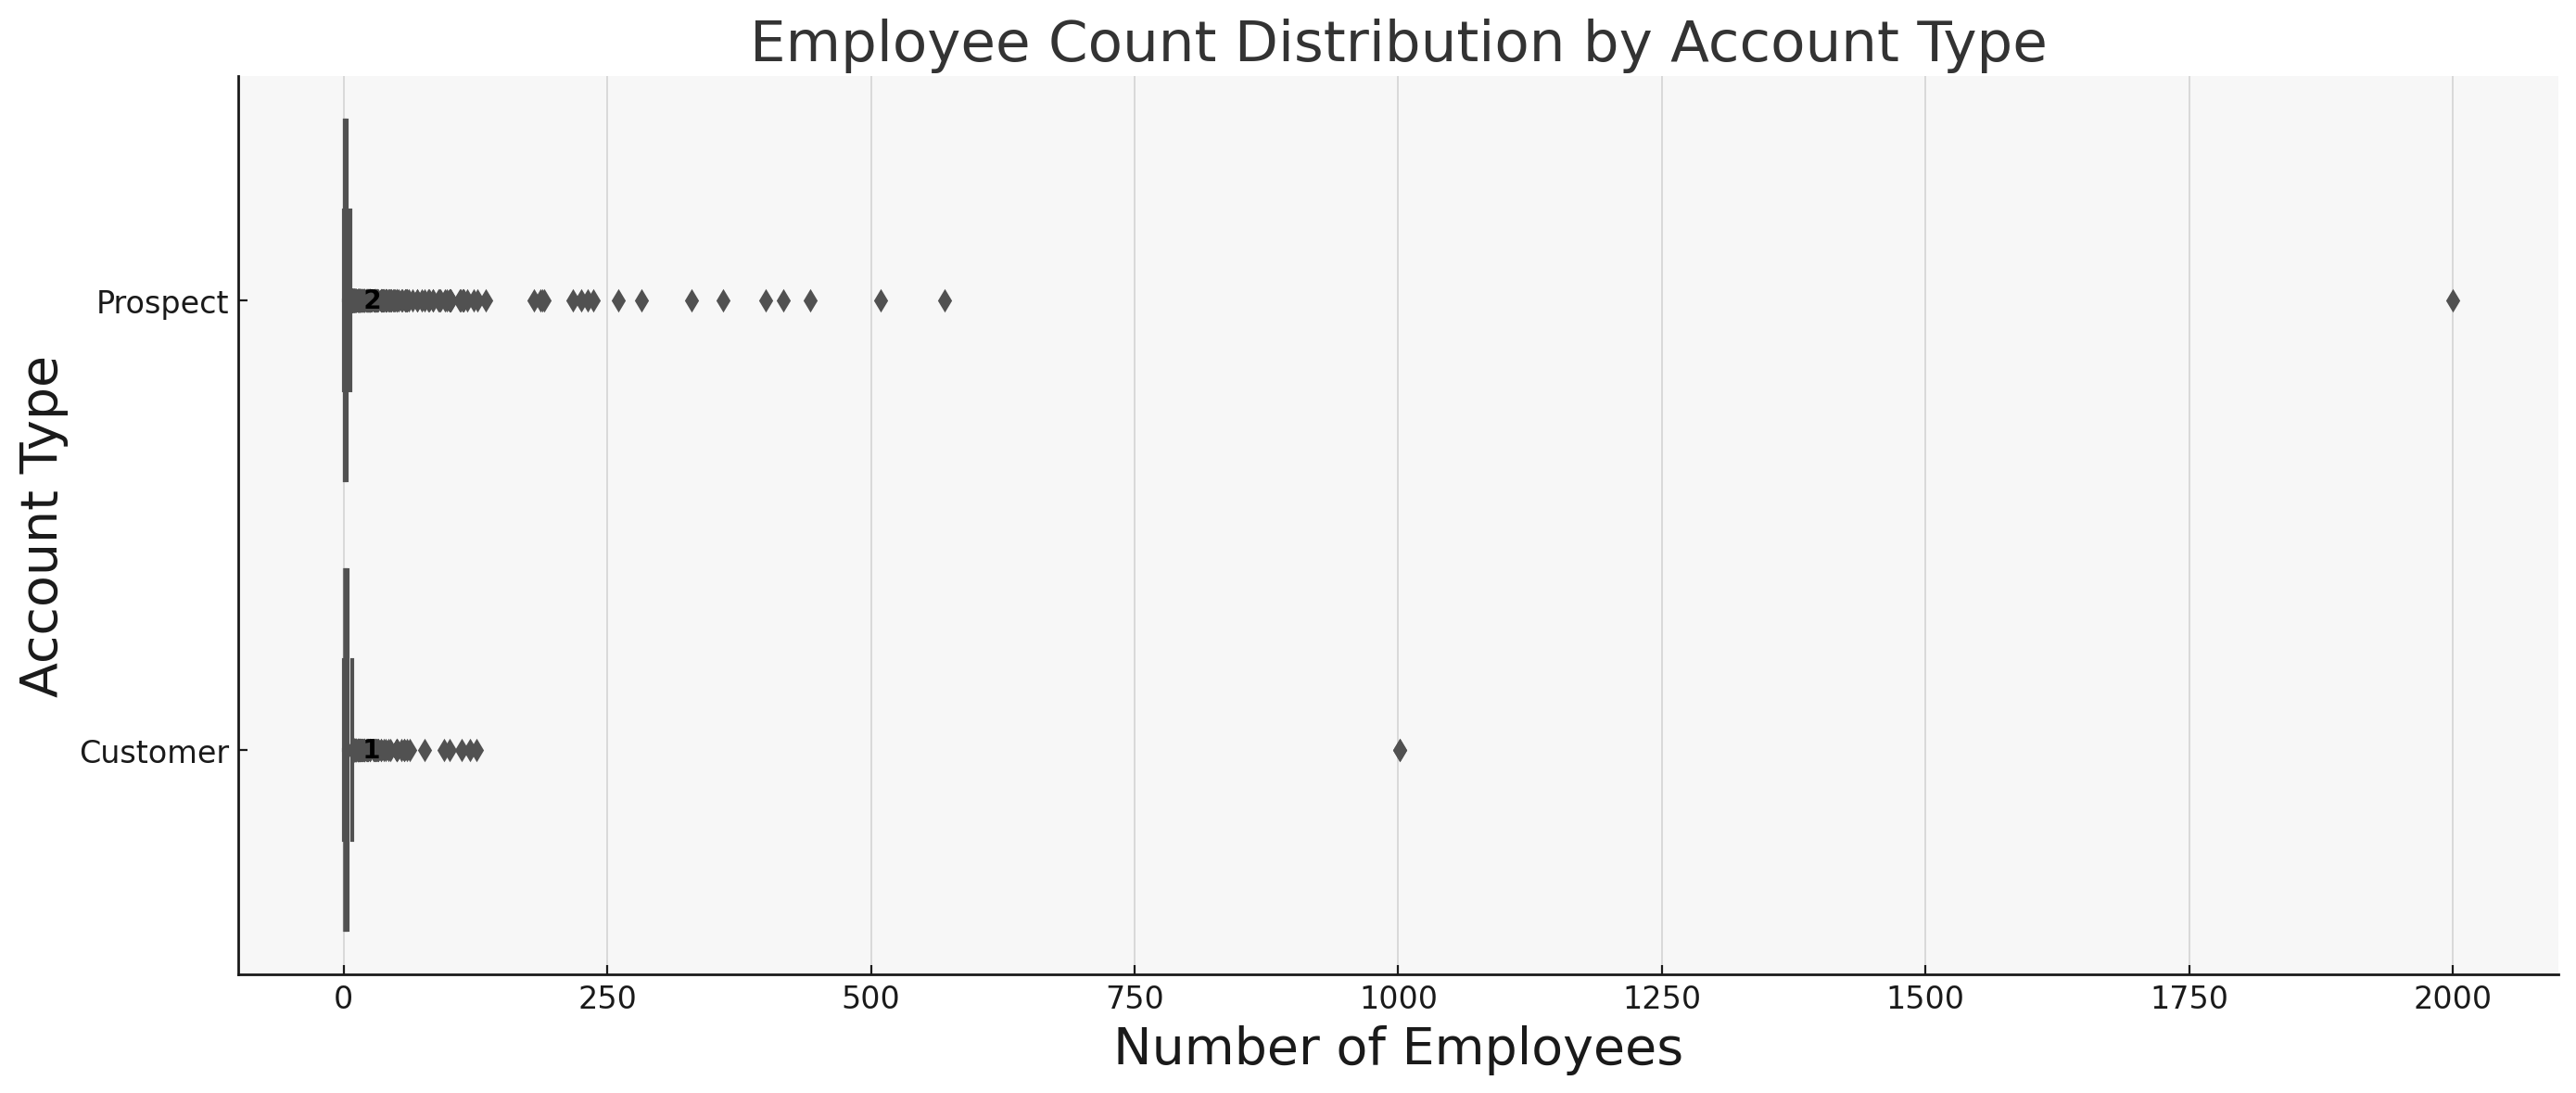 Employee Count Distribution by Account Type
Account Type
Prospect
2
Customer
1
0 250 500 750 1000 1250 1500 1750 2000
Number of Employees